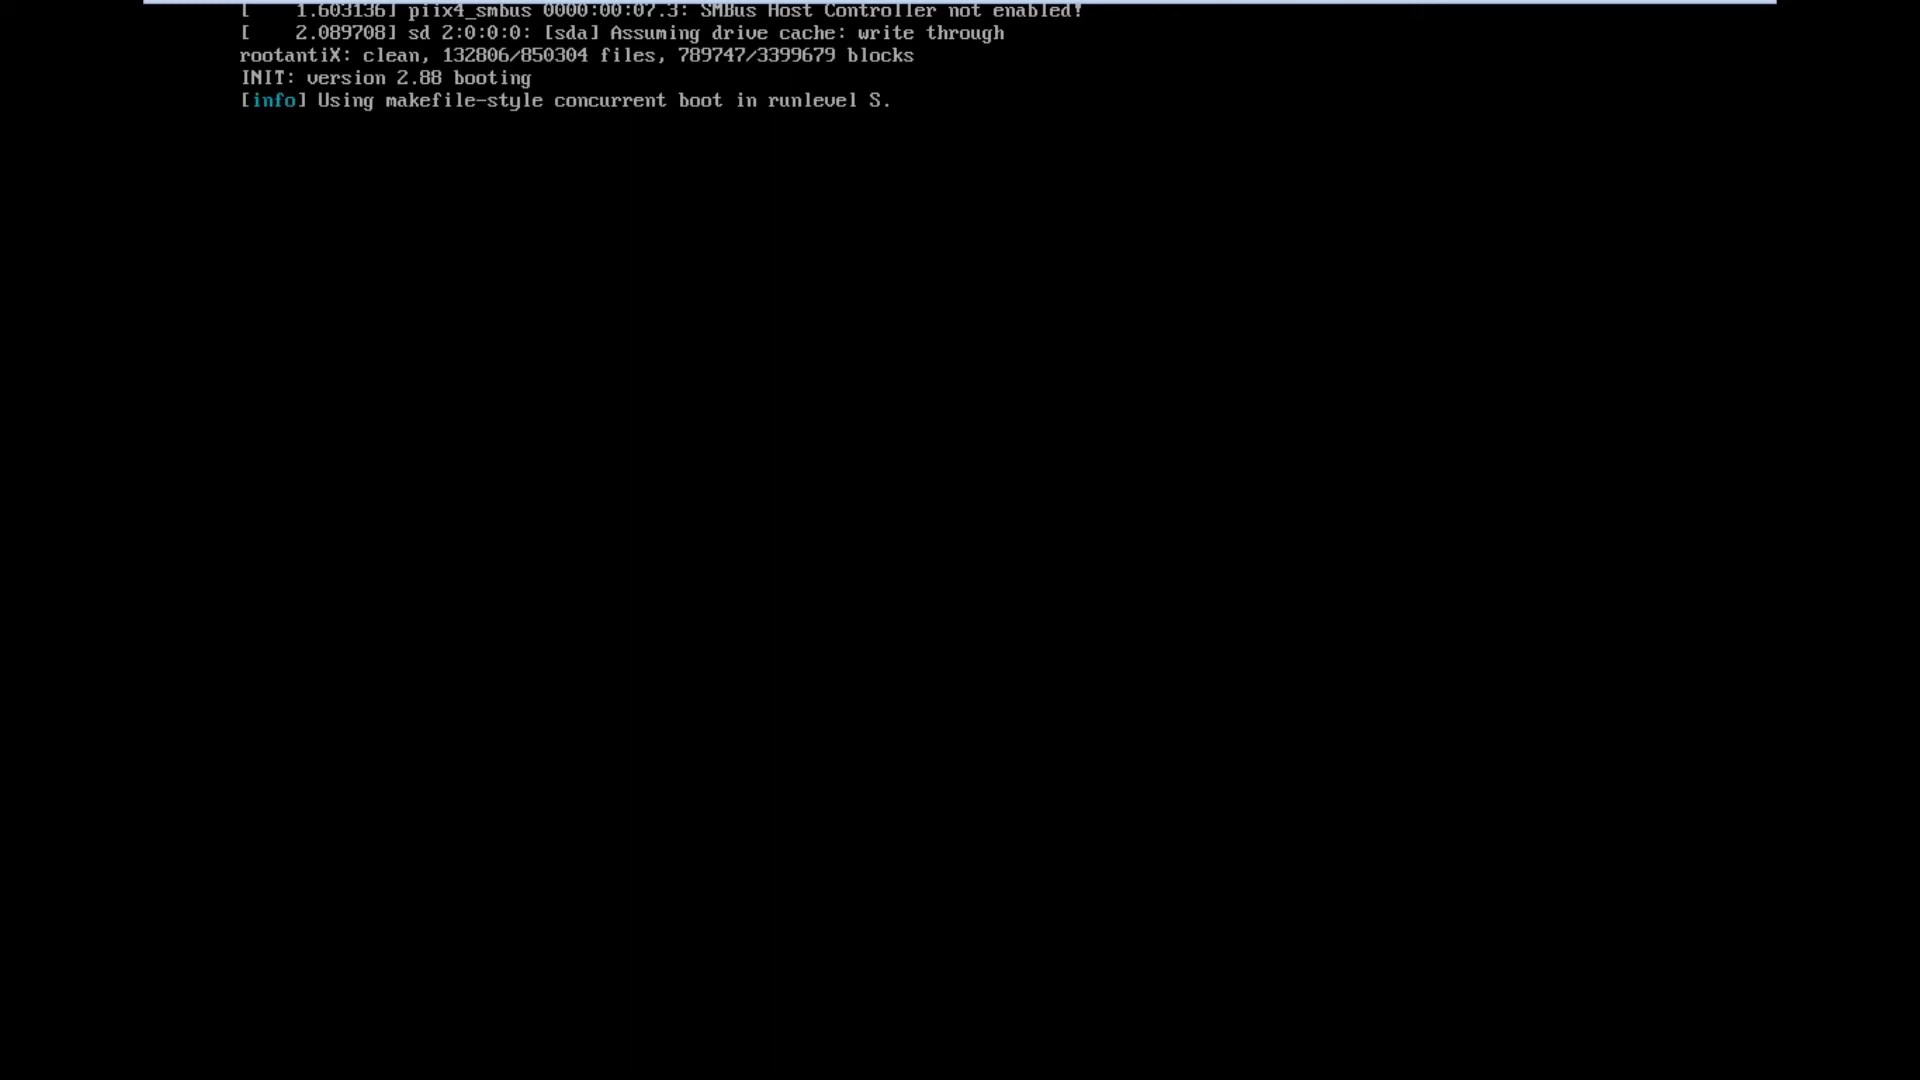 [    1.603136] piix4_smbus 0000:00:07.3: SMBus Host Controller not enabled!
[    2.089708] sd 2:0:0:0: [sda] Assuming drive cache: write through
rootantiX: clean, 132806/850304 files, 789747/3399679 blocks
INIT: version 2.88 booting
[info] Using makefile-style concurrent boot in runlevel S.